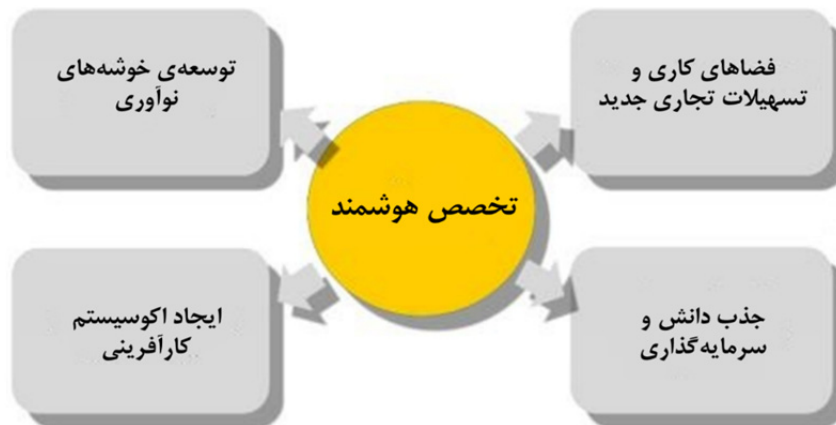 فضاهای کاری و
تسهیلات تجاری جدید
توسعه‌ی خوشه‌های
نوآوری
تخصص هوشمند
جذب دانش و
سرمایه‌گذاری
ایجاد اکوسیستم
کارآفرینی